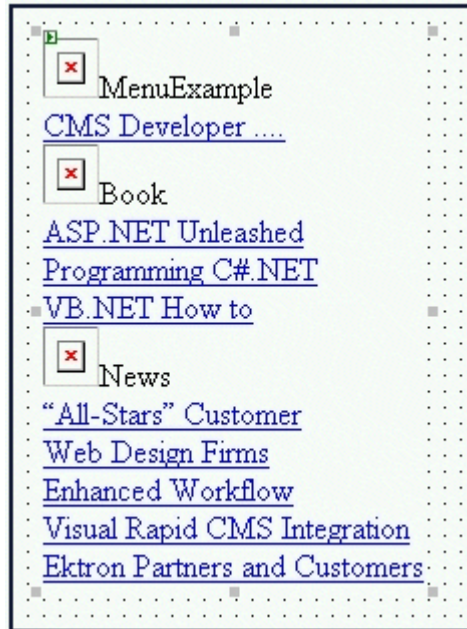 MenuExample
CMS Developer ....
Book
ASP.NET Unleashed
Programming C#.NET
VB.NET How to
News
“All-Stars” Customer
Web Design Firms
Enhanced Workflow
Visual Rapid CMS Integration
Ektron Partners and Customers